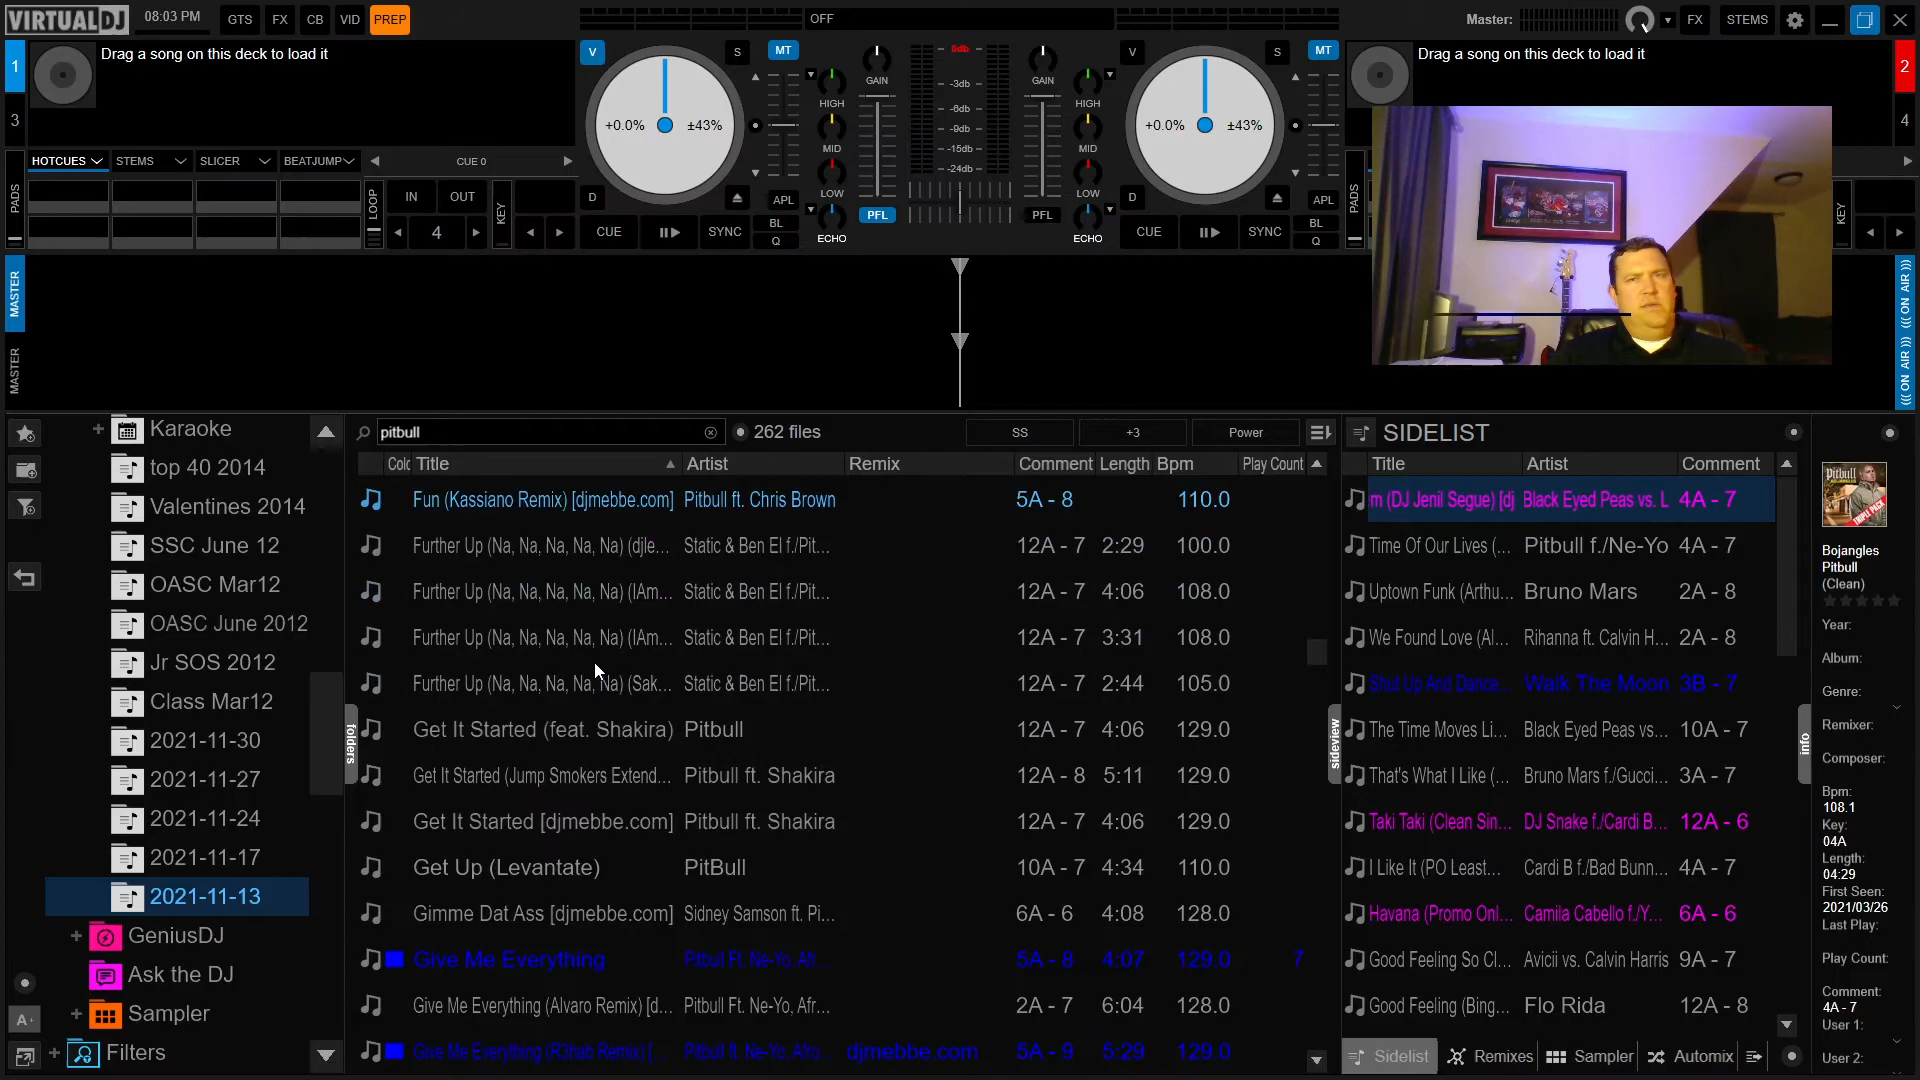 VIRTUALDJ 08:03 PM GTS FX CB VID PREP OFF Master: FX STEMS
1 Drag a song on this deck to load it
3
V S MT GAIN HIGH MID LOW ECHO
+0.0% ±43%
D APL PFL
CUE SYNC BL Q
0db
-3db
-6db
-9db
-15db
-24db
GAIN HIGH MID LOW ECHO
PFL
V S MT
+0.0% ±43%
D APL
CUE SYNC BL Q
Drag a song on this deck to load it 2
4
HOTCUES STEMS SLICER BEATJUMP CUE 0
PADS LOOP IN OUT KEY
4
PADS KEY
MASTER
MASTER
((( ON AIR )))
((( ON AIR )))
Karaoke
top 40 2014
Valentines 2014
SSC June 12
OASC Mar12
OASC June 2012
Jr SOS 2012
Class Mar12
2021-11-30
2021-11-27
2021-11-24
2021-11-17
2021-11-13
GeniusDJ
Ask the DJ
Sampler
Filters
A+
folders
pitbull 262 files SS +3 Power
Colc Title Artist Remix Comment Length Bpm Play Count
Fun (Kassiano Remix) [djmebbe.com] Pitbull ft. Chris Brown 5A - 8 110.0
Further Up (Na, Na, Na, Na, Na) (djle... Static & Ben El f./Pit... 12A - 7 2:29 100.0
Further Up (Na, Na, Na, Na, Na) (IAm... Static & Ben El f./Pit... 12A - 7 4:06 108.0
Further Up (Na, Na, Na, Na, Na) (IAm... Static & Ben El f./Pit... 12A - 7 3:31 108.0
Further Up (Na, Na, Na, Na, Na) (Sak... Static & Ben El f./Pit... 12A - 7 2:44 105.0
Get It Started (feat. Shakira) Pitbull 12A - 7 4:06 129.0
Get It Started (Jump Smokers Extend... Pitbull ft. Shakira 12A - 8 5:11 129.0
Get It Started [djmebbe.com] Pitbull ft. Shakira 12A - 7 4:06 129.0
Get Up (Levantate) PitBull 10A - 7 4:34 110.0
Gimme Dat Ass [djmebbe.com] Sidney Samson ft. Pi... 6A - 6 4:08 128.0
Give Me Everything Pitbull Ft. Ne-Yo, Afr... 5A - 8 4:07 129.0 7
Give Me Everything (Alvaro Remix) [d... Pitbull Ft. Ne-Yo, Afr... 2A - 7 6:04 128.0
Give Me Everything (R3hab Remix) [... Pitbull ft. Ne-Yo, Afro... djmebbe.com 5A - 9 5:29 129.0
sideview
SIDELIST
Title Artist Comment
m (DJ Jenil Segue) [dj Black Eyed Peas vs. L 4A - 7
Time Of Our Lives (... Pitbull f./Ne-Yo 4A - 7
Uptown Funk (Arthu... Bruno Mars 2A - 8
We Found Love (Al... Rihanna ft. Calvin H... 2A - 8
Shut Up And Dance... Walk The Moon 3B - 7
The Time Moves Li... Black Eyed Peas vs... 10A - 7
That's What I Like (... Bruno Mars f./Gucci... 3A - 7
Taki Taki (Clean Sin... DJ Snake f./Cardi B... 12A - 6
I Like It (PO Least... Cardi B f./Bad Bunn... 4A - 7
Havana (Promo Onl... Camila Cabello f./Y... 6A - 6
Good Feeling So Cl... Avicii vs. Calvin Harris 9A - 7
Good Feeling (Bing... Flo Rida 12A - 8
Sidelist Remixes Sampler Automix
info
Pitbull
TRIPLE PACK
Bojangles
Pitbull
(Clean)
Year:
Album:
Genre:
Remixer:
Composer:
Bpm:
108.1
Key:
04A
Length:
04:29
First Seen:
2021/03/26
Last Play:
Play Count:
Comment:
4A - 7
User 1:
User 2: